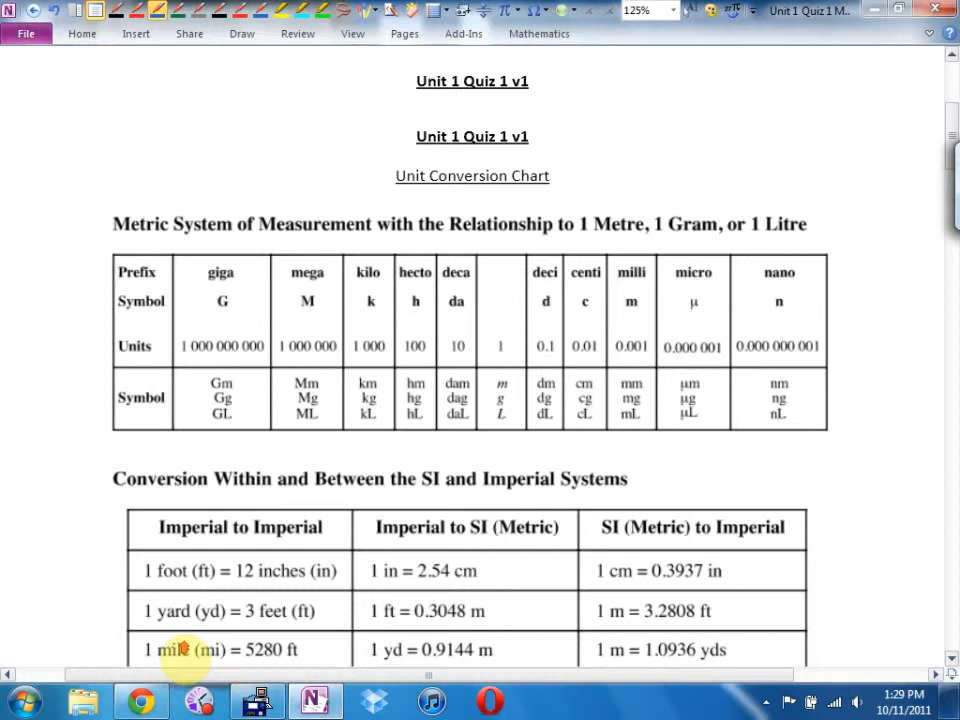 125% Unit 1 Quiz 1 M...
File Home Insert Share Draw Review View Pages Add-Ins Mathematics
Unit 1 Quiz 1 v1
Unit 1 Quiz 1 v1
Unit Conversion Chart
Metric System of Measurement with the Relationship to 1 Metre, 1 Gram, or 1 Litre
Prefix giga mega kilo hecto deca deci centi milli micro nano
Symbol G M k h da d c m μ n
Units 1 000 000 000 1 000 000 1 000 100 10 1 0.1 0.01 0.001 0.000 001 0.000 000 001
Gm Mm km hm dam m dm cm mm μm nm
Symbol Gg Mg kg hg dag g dg cg mg μg ng
GL ML kL hL daL L dL cL mL μL nL
Conversion Within and Between the SI and Imperial Systems
Imperial to Imperial Imperial to SI (Metric) SI (Metric) to Imperial
1 foot (ft) = 12 inches (in) 1 in = 2.54 cm 1 cm = 0.3937 in
1 yard (yd) = 3 feet (ft) 1 ft = 0.3048 m 1 m = 3.2808 ft
1 mile (mi) = 5280 ft 1 yd = 0.9144 m 1 m = 1.0936 yds
1:29 PM
10/11/2011